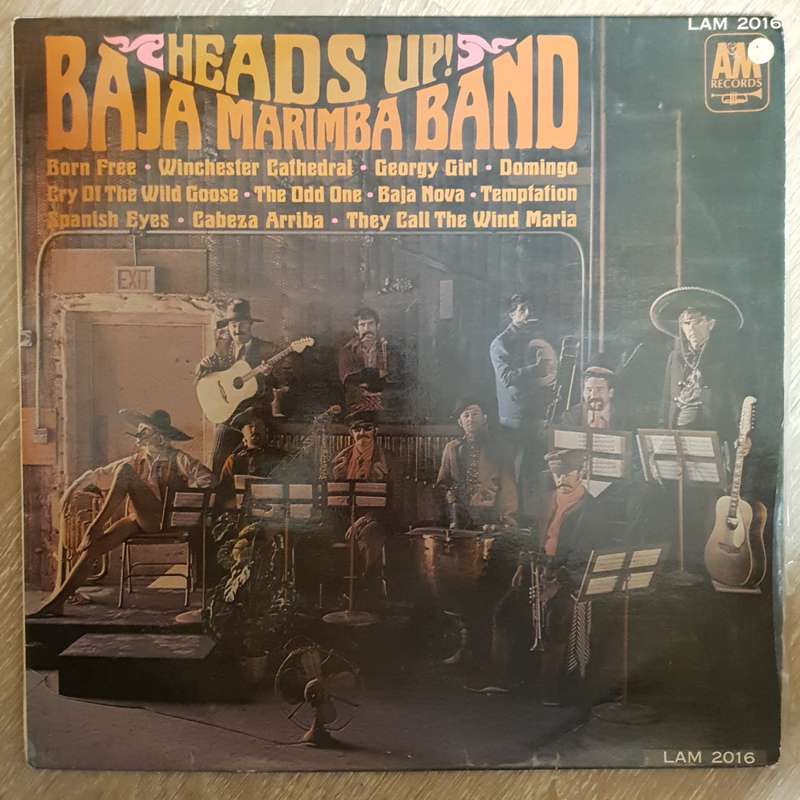 LAM 2016
HEADS UP!
BAJA MARIMBA BAND
A&M
RECORDS
Born Free • Winchester Cathedral • Georgy Girl • Domingo
Cry Of The Wild Goose • The Odd One • Baja Nova • Temptation
Spanish Eyes • Cabeza Arriba • They Call The Wind Maria
EXIT
LAM 2016